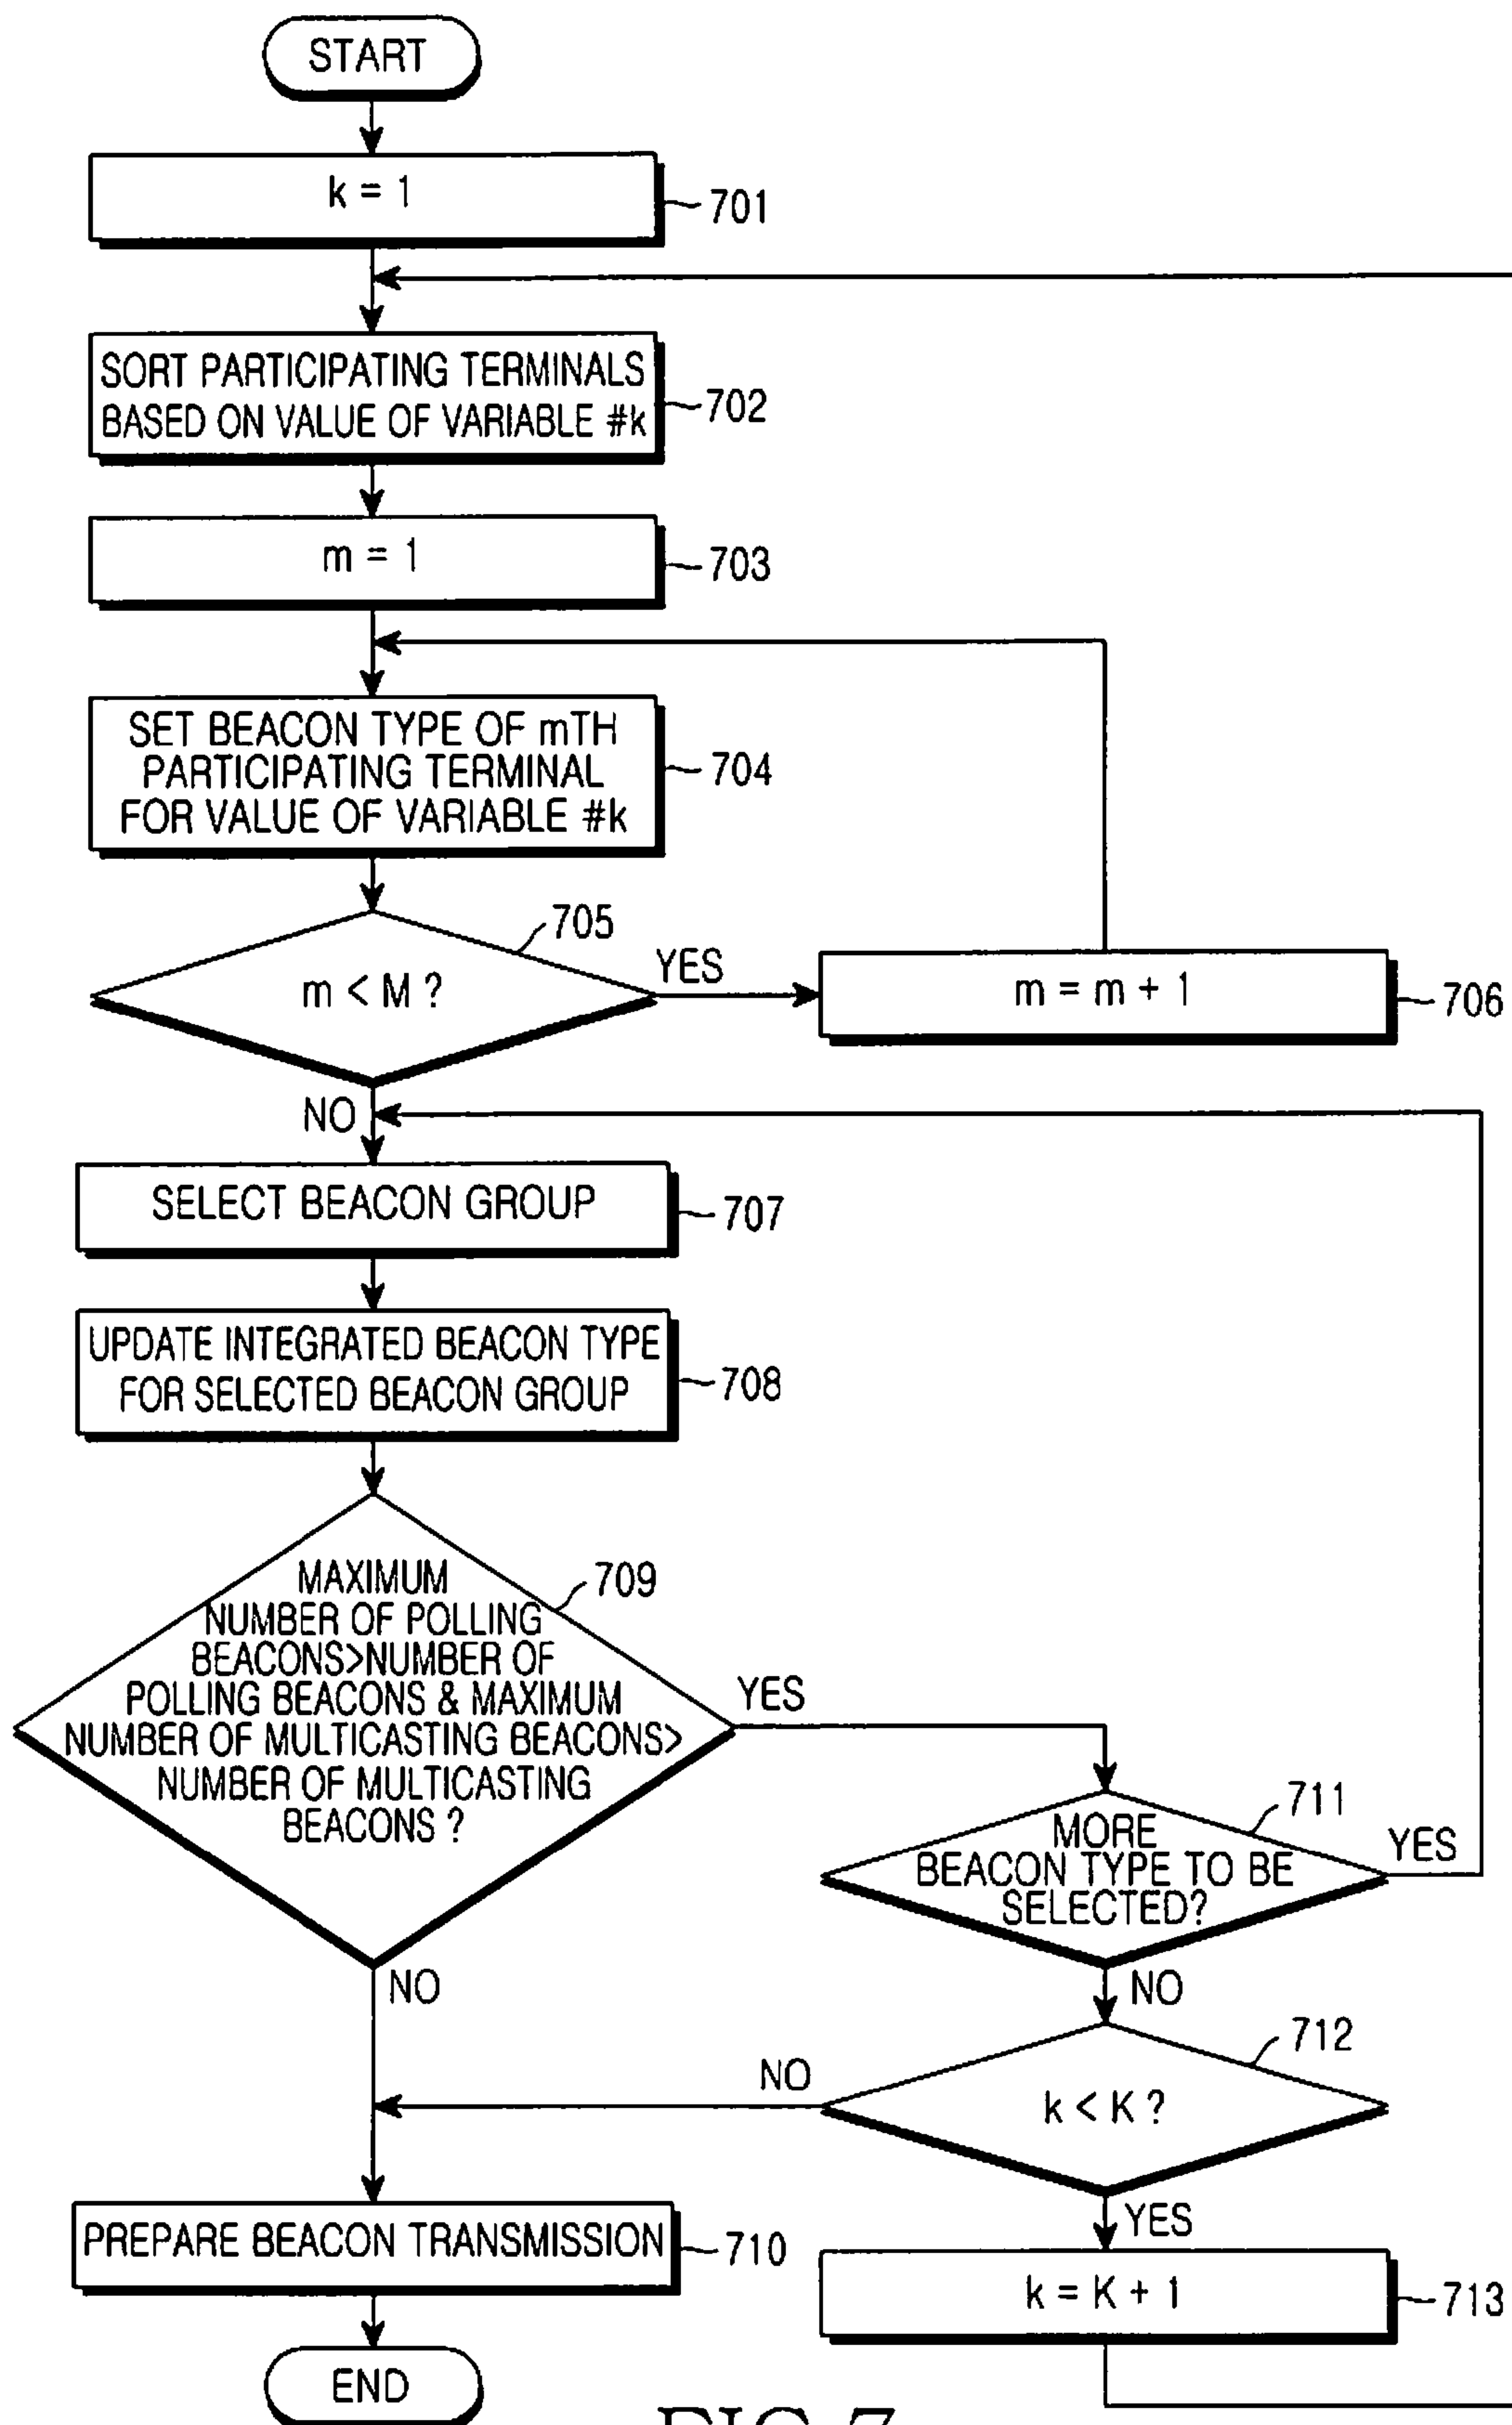 START
k = 1
701
SORT PARTICIPATING TERMINALS
BASED ON VALUE OF VARIABLE #k
702
m = 1
703
SET BEACON TYPE OF mTH
PARTICIPATING TERMINAL
FOR VALUE OF VARIABLE #k
704
705
m < M ?
YES
m = m + 1
706
NO
SELECT BEACON GROUP
707
UPDATE INTEGRATED BEACON TYPE
FOR SELECTED BEACON GROUP
708
709
MAXIMUM
NUMBER OF POLLING
BEACONS>NUMBER OF
POLLING BEACONS & MAXIMUM
NUMBER OF MULTICASTING BEACONS>
NUMBER OF MULTICASTING
BEACONS ?
YES
NO
711
MORE
BEACON TYPE TO BE
SELECTED?
YES
NO
712
k < K ?
NO
YES
PREPARE BEACON TRANSMISSION
710
k = K + 1
713
END
FIG.7